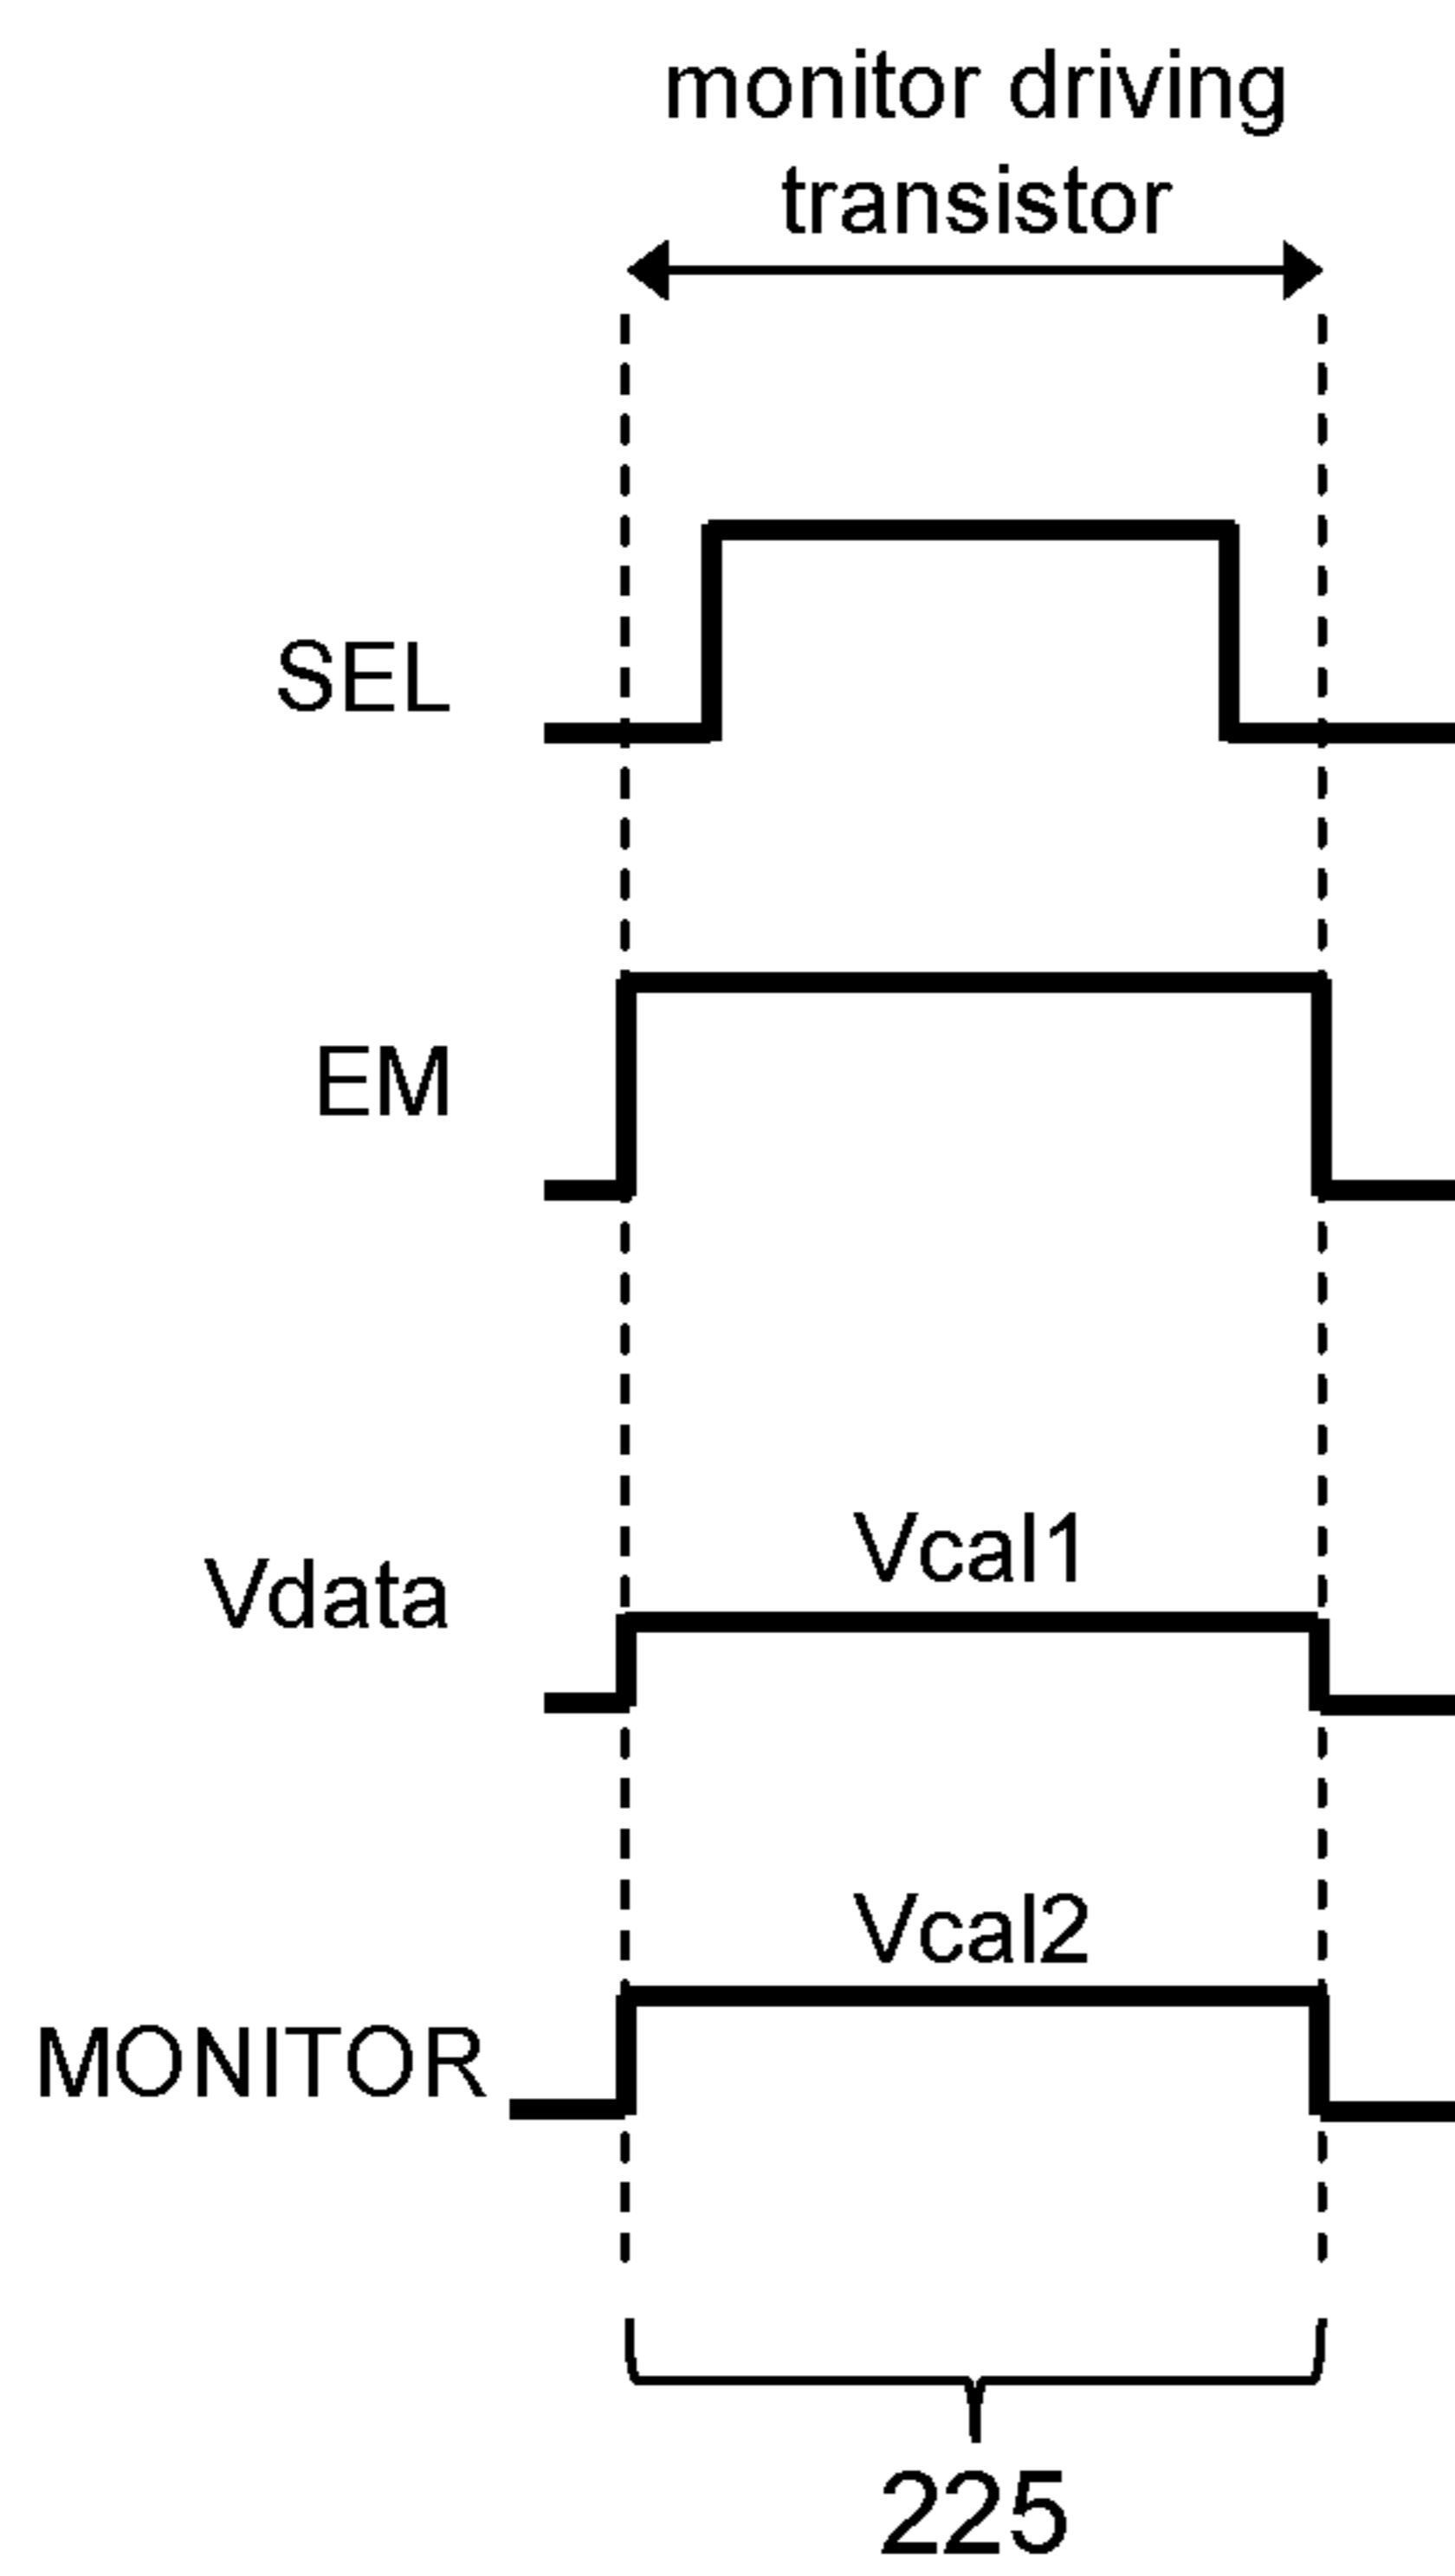 monitor driving
transistor
SEL
EM
Vcal1
Vdata
Vcal2
MONITOR
225